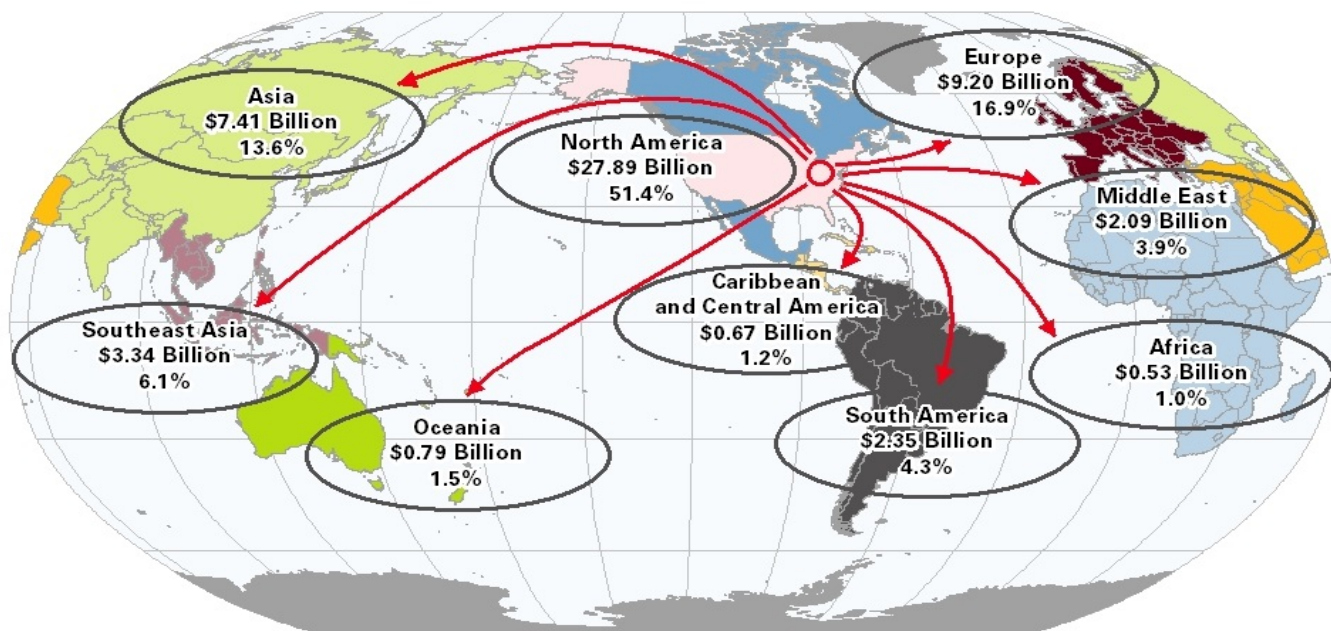 Asia
$7.41 Billion
13.6%
North America
$27.89 Billion
51.4%
Europe
$9.20 Billion
16.9%
Middle East
$2.09 Billion
3.9%
Southeast Asia
$3.34 Billion
6.1%
Caribbean
and Central America
$0.67 Billion
1.2%
Africa
$0.53 Billion
1.0%
Oceania
$0.79 Billion
1.5%
South America
$2.35 Billion
4.3%